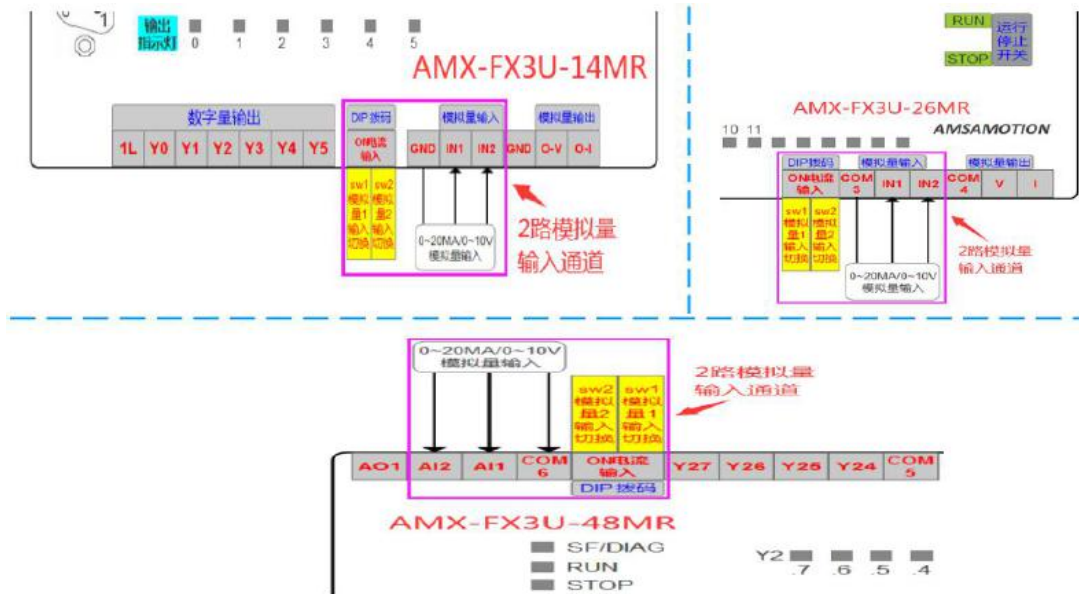 1
输出
指示灯
0 1 2 3 4 5
AMX-FX3U-14MR
数字量输出
DIP 拨码
模拟量输入
模拟量输出
1L Y0 Y1 Y2 Y3 Y4 Y5
ON电流
输入
GND IN1 IN2 GND O-V O-I
sw1
模拟
量1
输入
切换
sw2
模拟
量2
输入
切换
0~20MA/0~10V
模拟量输入
2路模拟量
输入通道
RUN
STOP
运行
停止
开关
AMX-FX3U-26MR
10 11
AMSAMOTION
DIP拨码
模拟量输入
模拟量输出
ON电流
输入
COM
3
IN1 IN2
COM
4
V I
sw1
模拟
量1
输入
切换
sw2
模拟
量2
输入
切换
0~20MA/0~10V
模拟量输入
2路模拟量
输入通道
0~20MA/0~10V
模拟量输入
sw2
模拟
量2
输入
切换
sw1
模拟
量1
输入
切换
2路模拟量
输入通道
AO1 AI2 AI1
COM
6
ON电流
输入
Y27 Y26 Y25 Y24
COM
5
DIP 拨码
AMX-FX3U-48MR
SF/DIAG
RUN
STOP
Y2
.7 .6 .5 .4